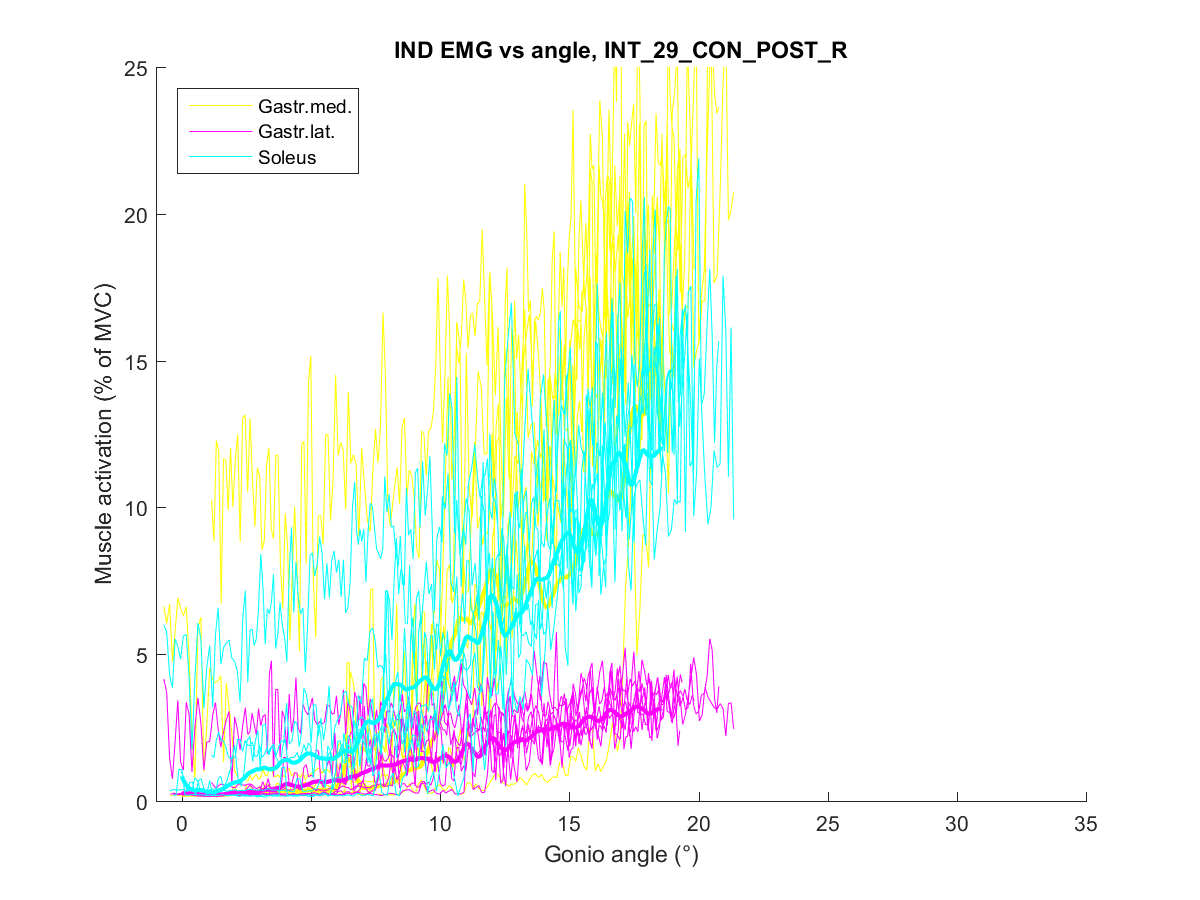 IND EMG vs angle, INT_29_CON_POST_R
25
20
15
10
5
0
Muscle activation (% of MVC)
Gastr.med.
Gastr.lat.
Soleus
0 5 10 15 20 25 30 35
Gonio angle (°)